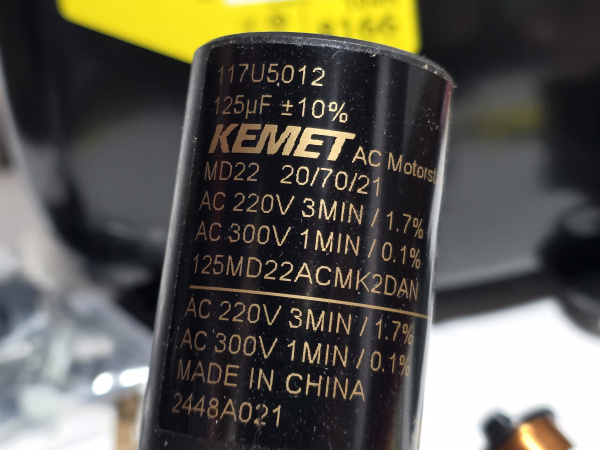 117U5012
125µF ±10%
KEMET AC Motorst
MD22 20/70/21
AC 220V 3MIN / 1.7%
AC 300V 1MIN / 0.1%
125MD22ACMK2DAN
AC 220V 3MIN / 1.7%
AC 300V 1MIN / 0.1%
MADE IN CHINA
2448A021